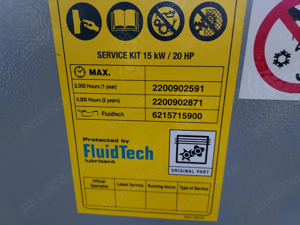 SERVICE KIT 15 kW / 20 HP
MAX.
2,000 Hours (1 year) 2200902591
4,000 Hours (2 years) 2200902871
Fluidtech 6215715900
Protected by
FluidTech
lubricant
ORIGINAL PART
Official Specialist Latest Service Running Hours Type of Service